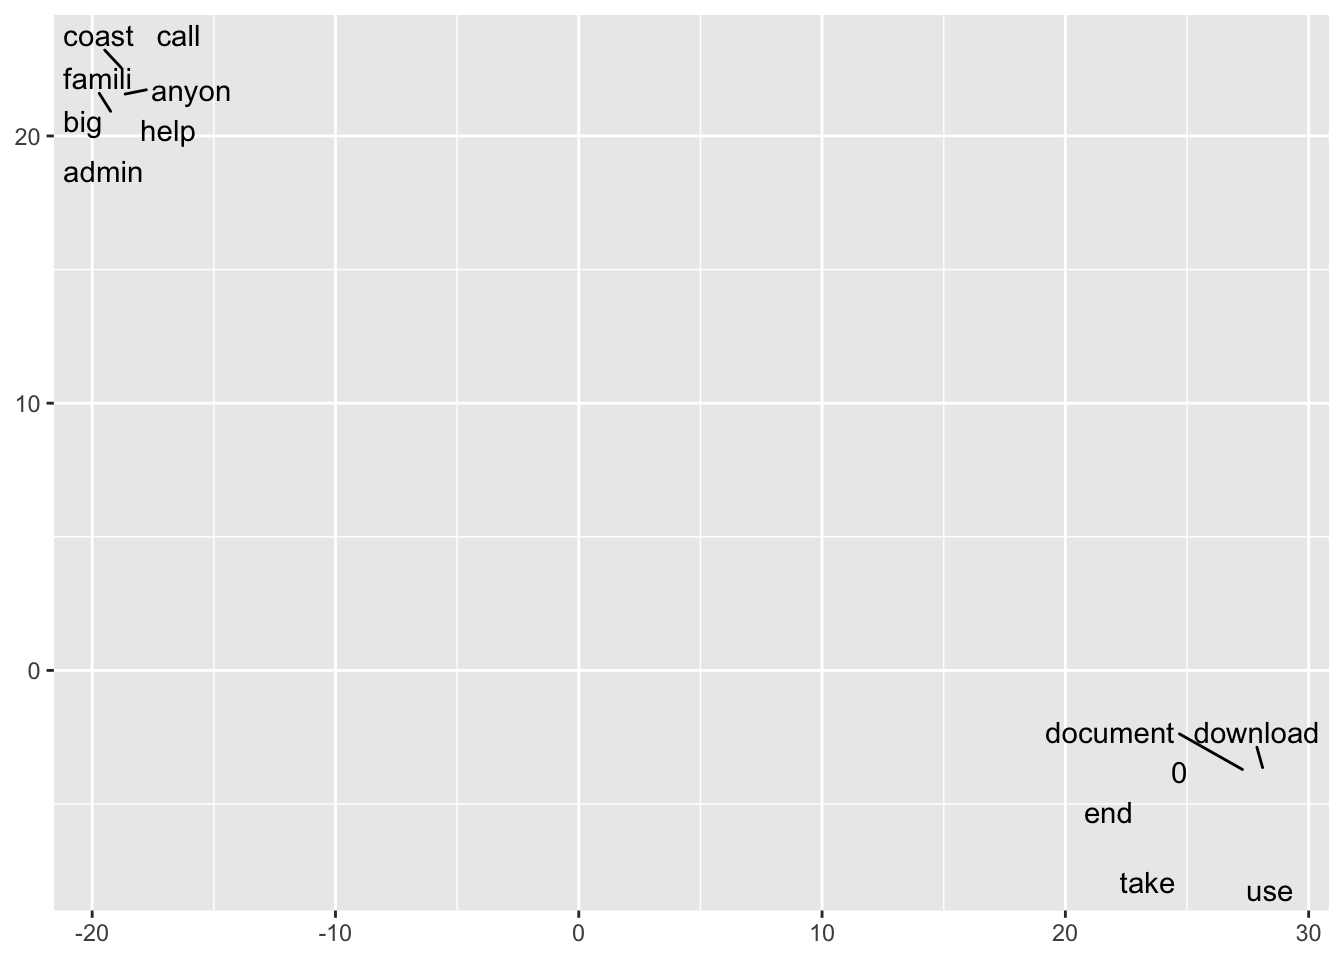 coast call
famili
anyon
20
big
help
admin
10
0
document download
0
end
take
use
-20 -10 0 10 20 30